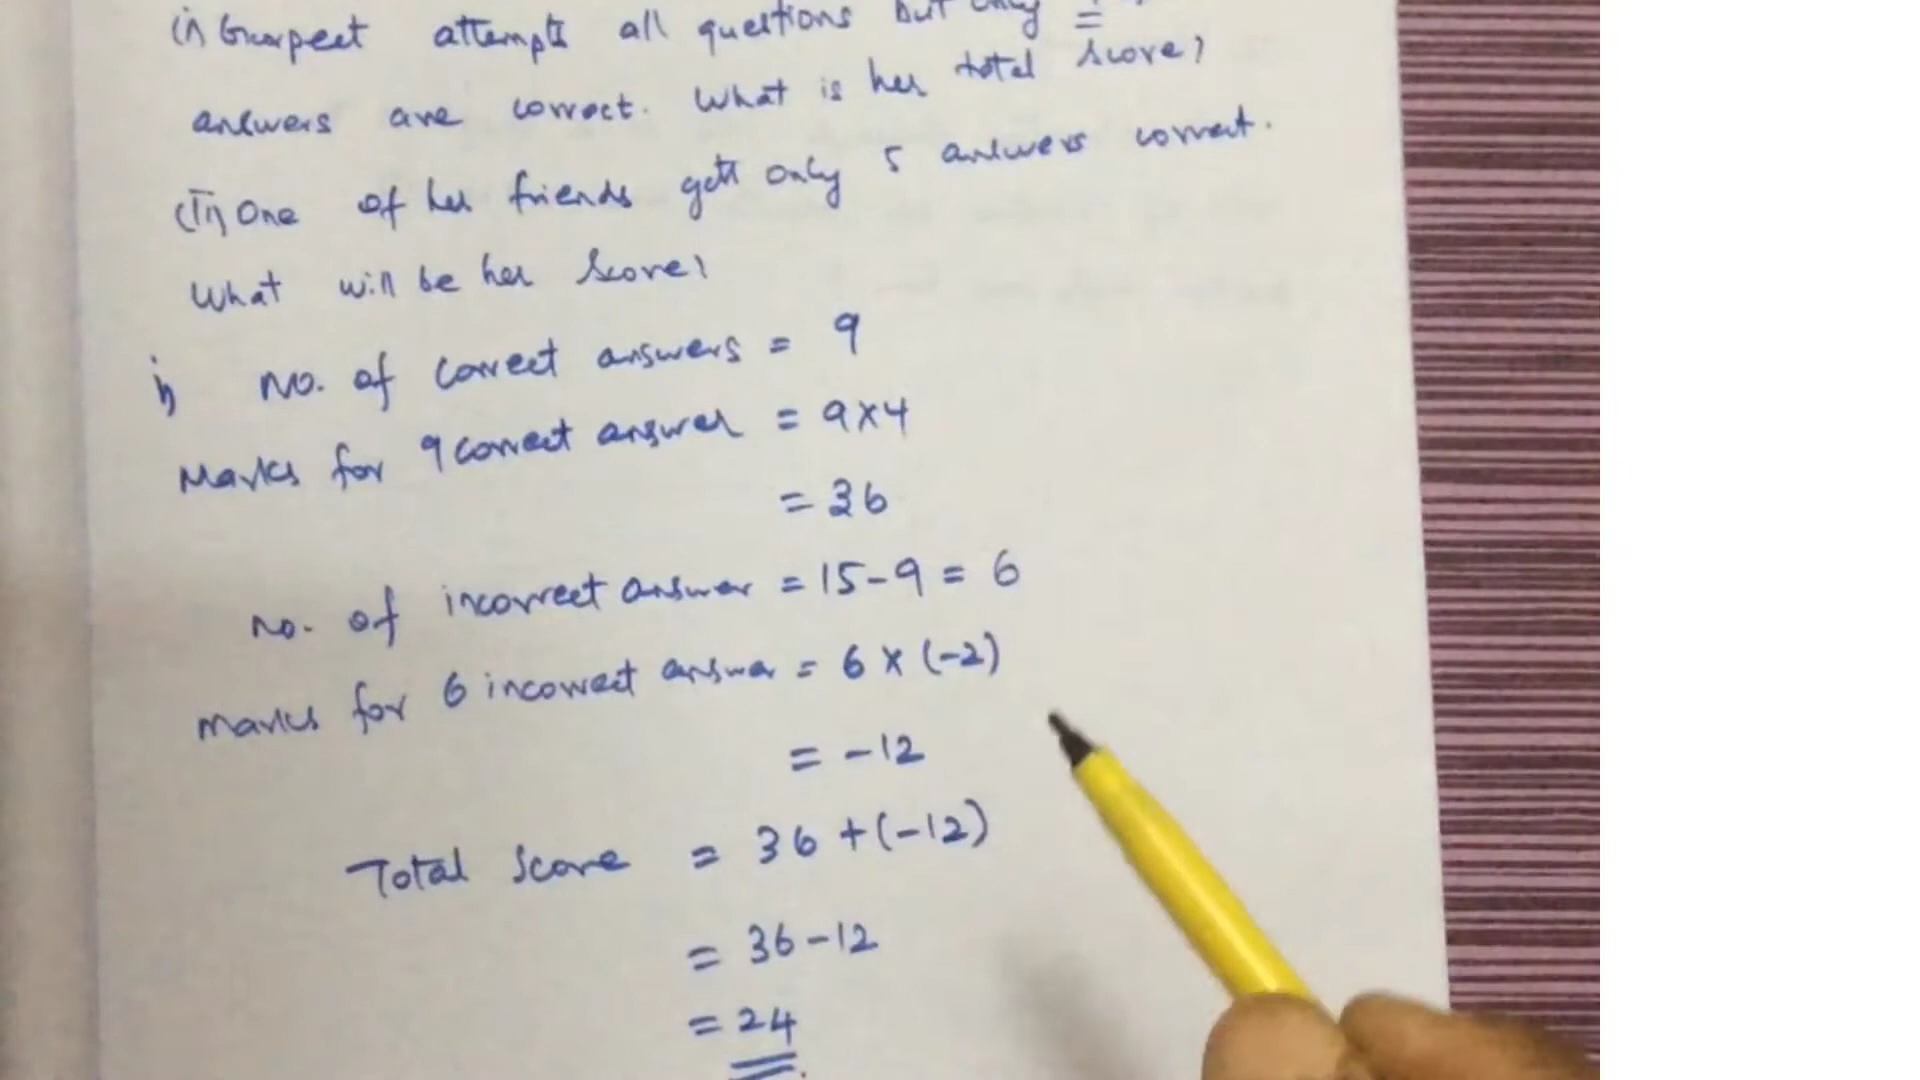 (i) Gurpeet attempts all questions but only
answers are correct. What is her total score?
(ii) One of her friends gets only 5 answers correct.
What will be her score?
i) No. of correct answers = 9
Marks for 9 correct answer = 9x4
= 36
No. of incorrect answer = 15-9 = 6
Marks for 6 incorrect answer = 6 x (-2)
= -12
Total score = 36 +(-12)
= 36-12
= 24